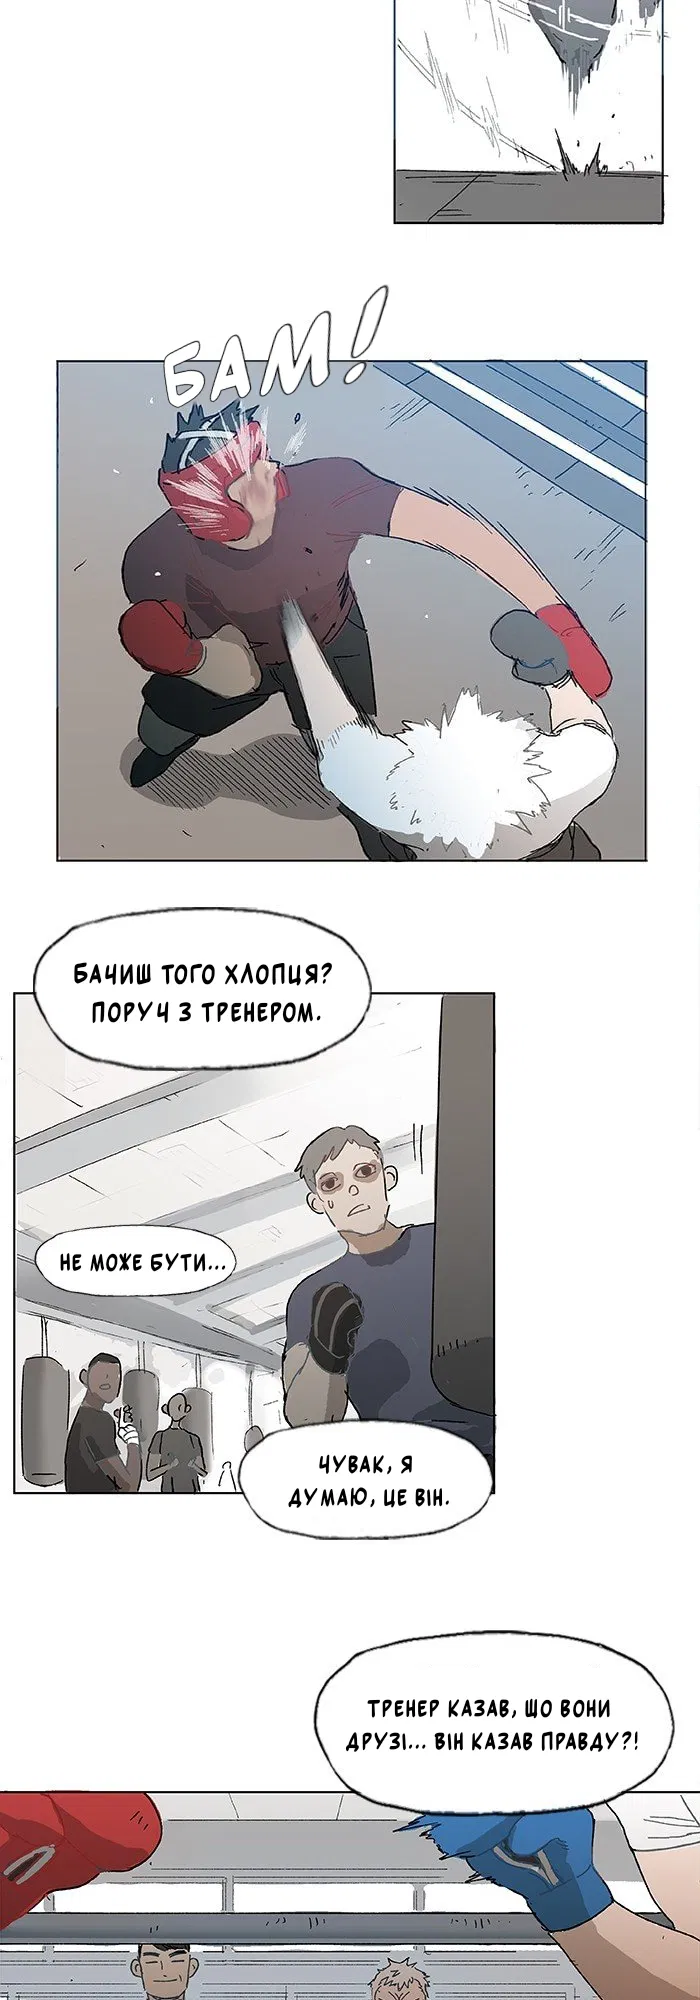 БАМ!
БАЧИШ ТОГО ХЛОПЦЯ?
ПОРУЧ З ТРЕНЕРОМ.
НЕ МОЖЕ БУТИ...
ЧУВАК, Я
ДУМАЮ, ЦЕ ВІН.
ТРЕНЕР КАЗАВ, ЩО ВОНИ
ДРУЗІ... ВІН КАЗАВ ПРАВДУ?!